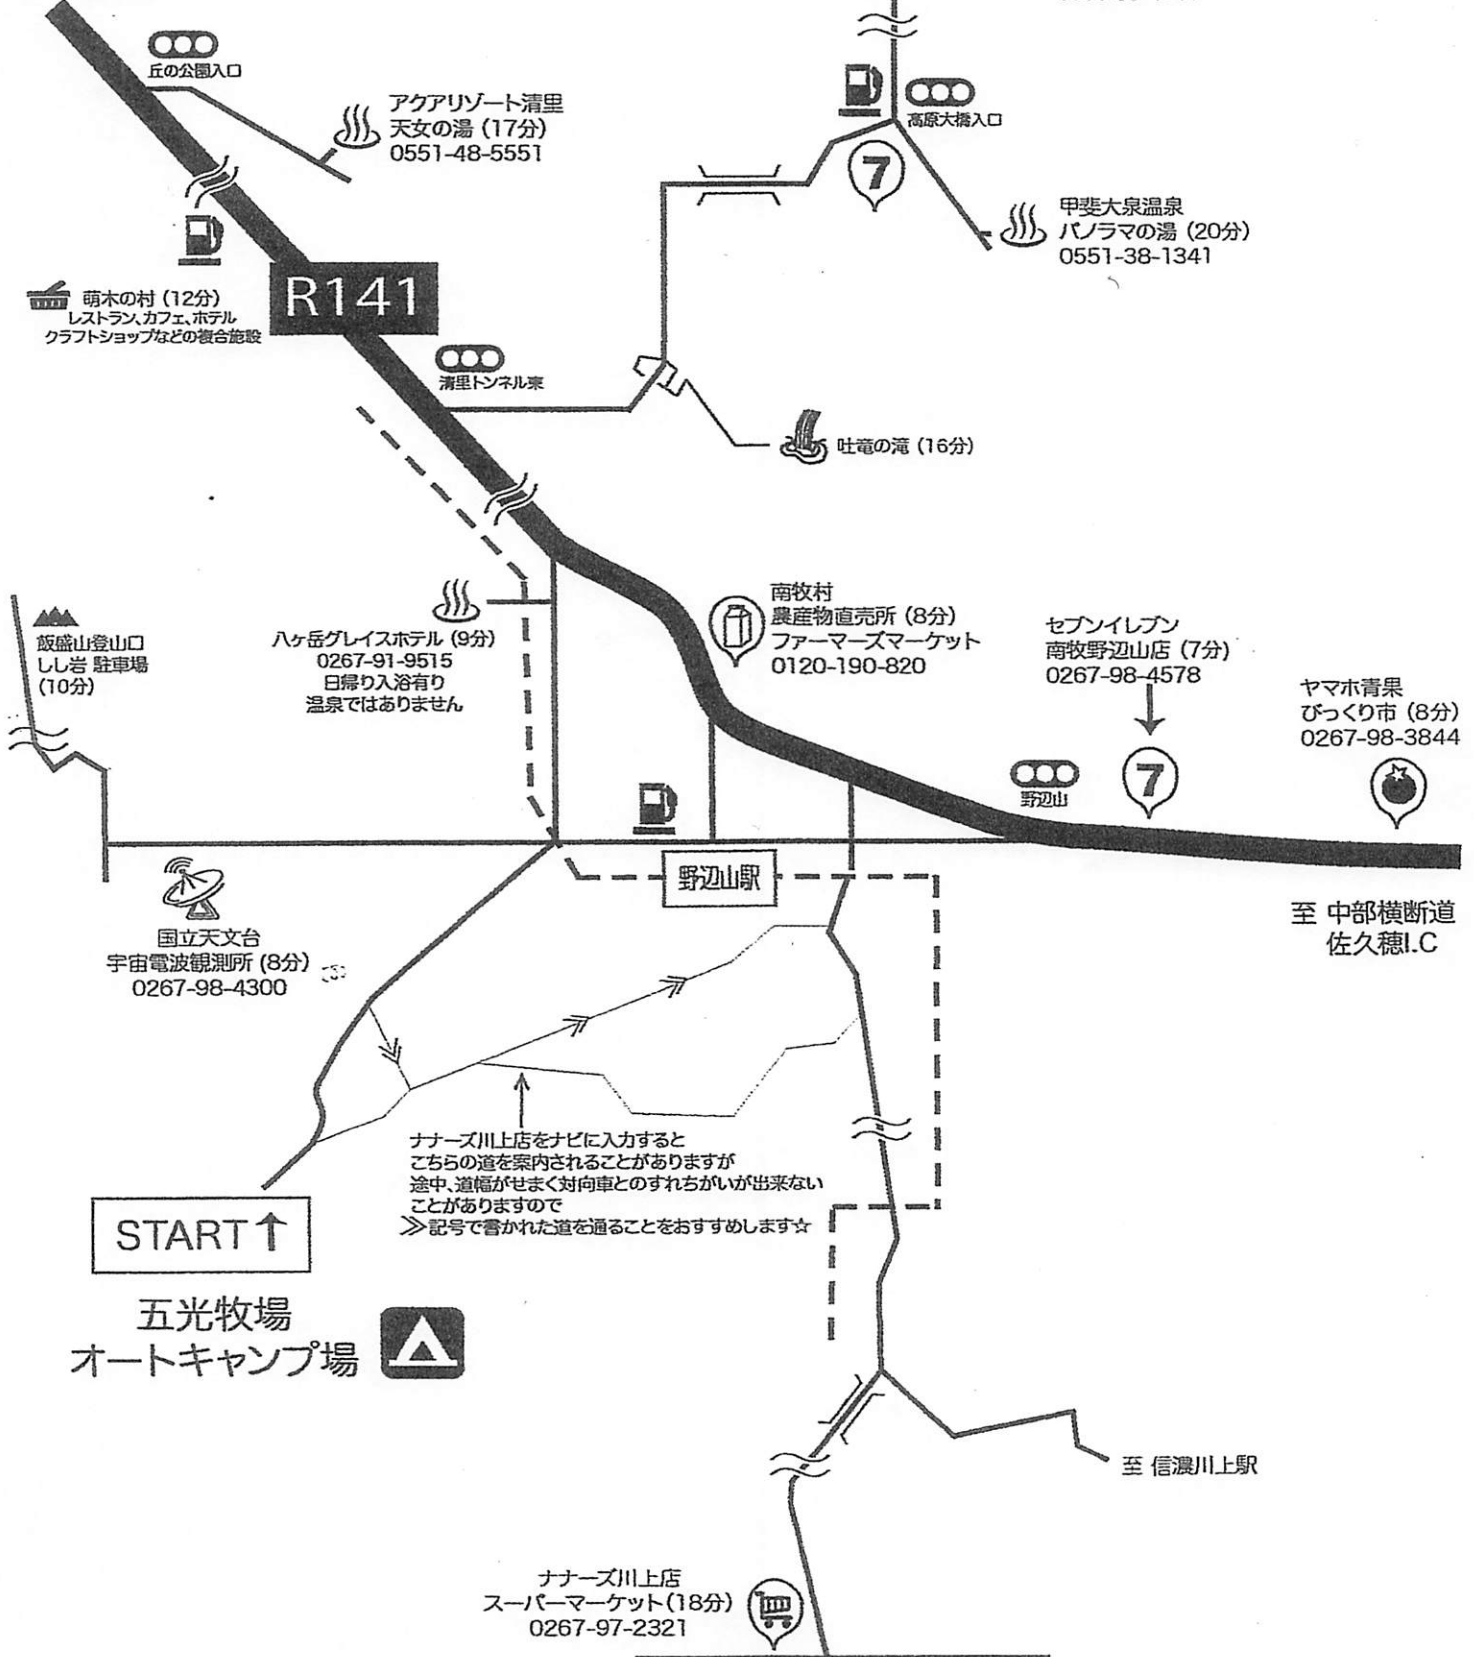 丘の公園入口
アクアリゾート清里
天女の湯 (17分)
0551-48-5551
高原大橋入口
7
甲斐大泉温泉
パノラマの湯 (20分)
0551-38-1341
R141
萌木の村 (12分)
レストラン、カフェ、ホテル
クラフトショップなどの複合施設
清里トンネル東
吐竜の滝 (16分)
飯盛山登山口
しし岩 駐車場
(10分)
八ヶ岳グレイスホテル (9分)
0267-91-9515
日帰り入浴有り
温泉ではありません
南牧村
農産物直売所 (8分)
ファーマーズマーケット
0120-190-820
セブンイレブン
南牧野辺山店 (7分)
0267-98-4578
7
ヤマホ青果
びっくり市 (8分)
0267-98-3844
野辺山
野辺山駅
至 中部横断道
佐久穂I.C
国立天文台
宇宙電波観測所 (8分)
0267-98-4300
ナナーズ川上店をナビに入力すると
こちらの道を案内されることがありますが
途中、道幅がせまく対向車とのすれちがいが出来ない
ことがありますので
≫記号で書かれた道を通ることをおすすめします☆
START↑
五光牧場
オートキャンプ場
至 信濃川上駅
ナナーズ川上店
スーパーマーケット(18分)
0267-97-2321